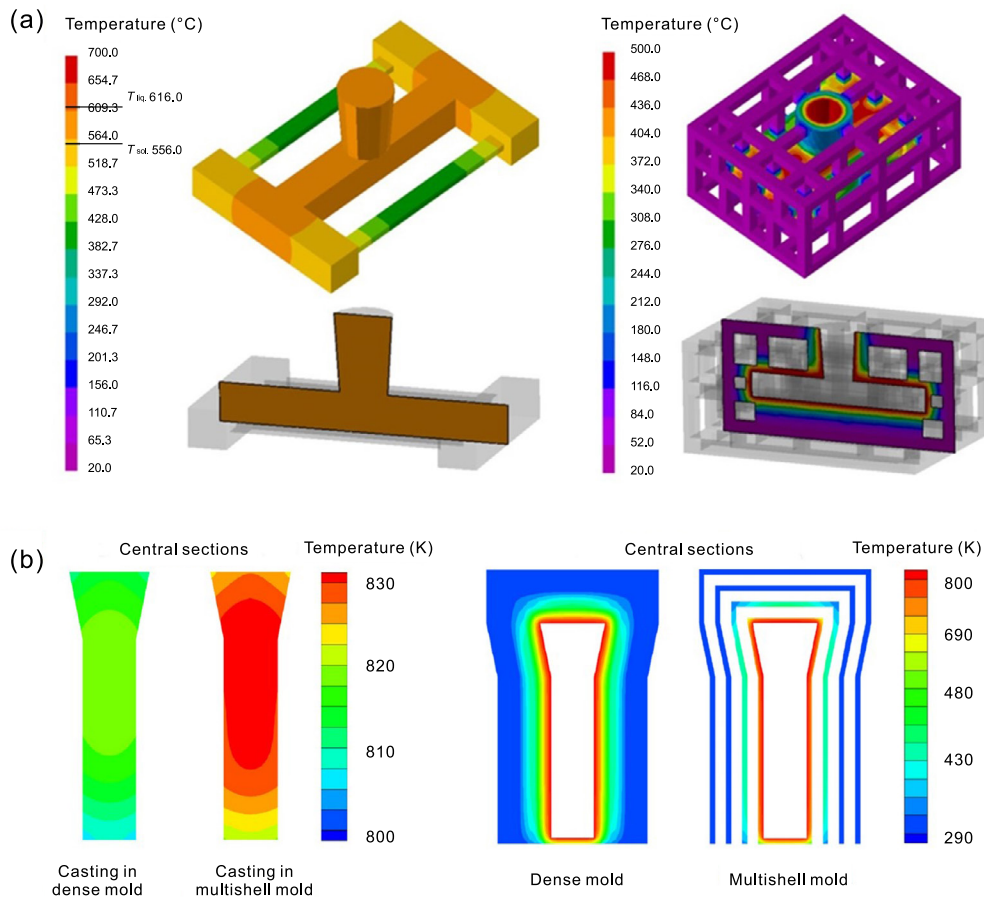 (a)
Temperature (°C)
700.0
654.7
609.3
564.0
518.7
473.3
428.0
382.7
337.3
292.0
246.7
201.3
156.0
110.7
65.3
20.0
T liq. 616.0
T sol. 556.0
Temperature (°C)
500.0
468.0
436.0
404.0
372.0
340.0
308.0
276.0
244.0
212.0
180.0
148.0
116.0
84.0
52.0
20.0
(b)
Central sections
Temperature (K)
830
820
810
800
Casting in
dense mold
Casting in
multishell mold
Central sections
Temperature (K)
800
690
480
430
290
Dense mold
Multishell mold